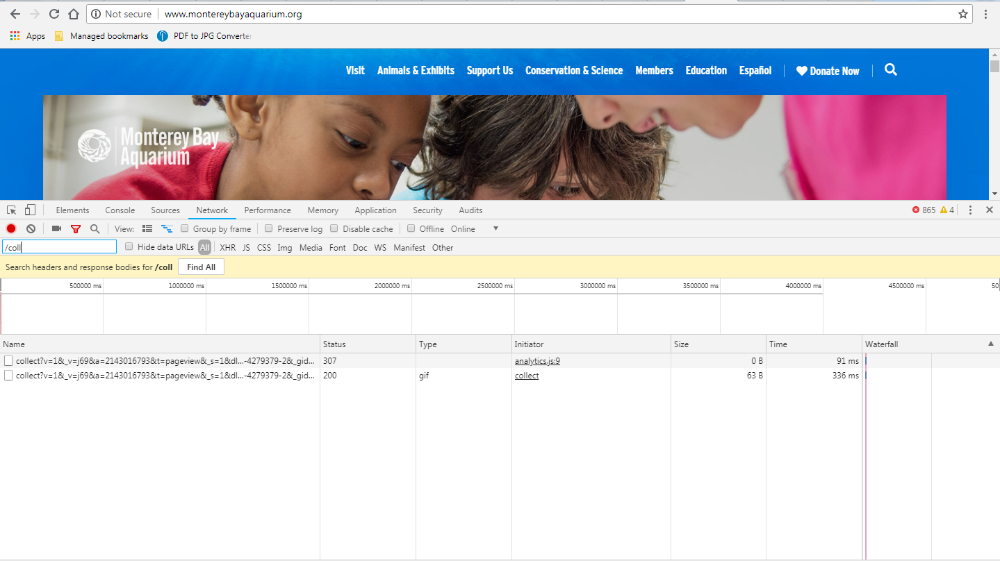 Not secure www.montereybayaquarium.org
Apps Managed bookmarks PDF to JPG Converter
Visit Animals & Exhibits Support Us Conservation & Science Members Education Español Donate Now
Monterey Bay
Aquarium
Elements Console Sources Network Performance Memory Application Security Audits 865 4
View: Group by frame Preserve log Disable cache Offline Online
/coll Hide data URLs All XHR JS CSS Img Media Font Doc WS Manifest Other
Search headers and response bodies for /coll Find All
500000 ms 1000000 ms 1500000 ms 2000000 ms 2500000 ms 3000000 ms 3500000 ms 4000000 ms 4500000 ms 50
Name Status Type Initiator Size Time Waterfall
collect?v=1&_v=j69&a=2143016793&t=pageview&_s=1&dl...-4279379-2&_gid... 307 analytics.js:9 0 B 91 ms
collect?v=1&_v=j69&a=2143016793&t=pageview&_s=1&dl...-4279379-2&_gid... 200 gif collect 63 B 336 ms